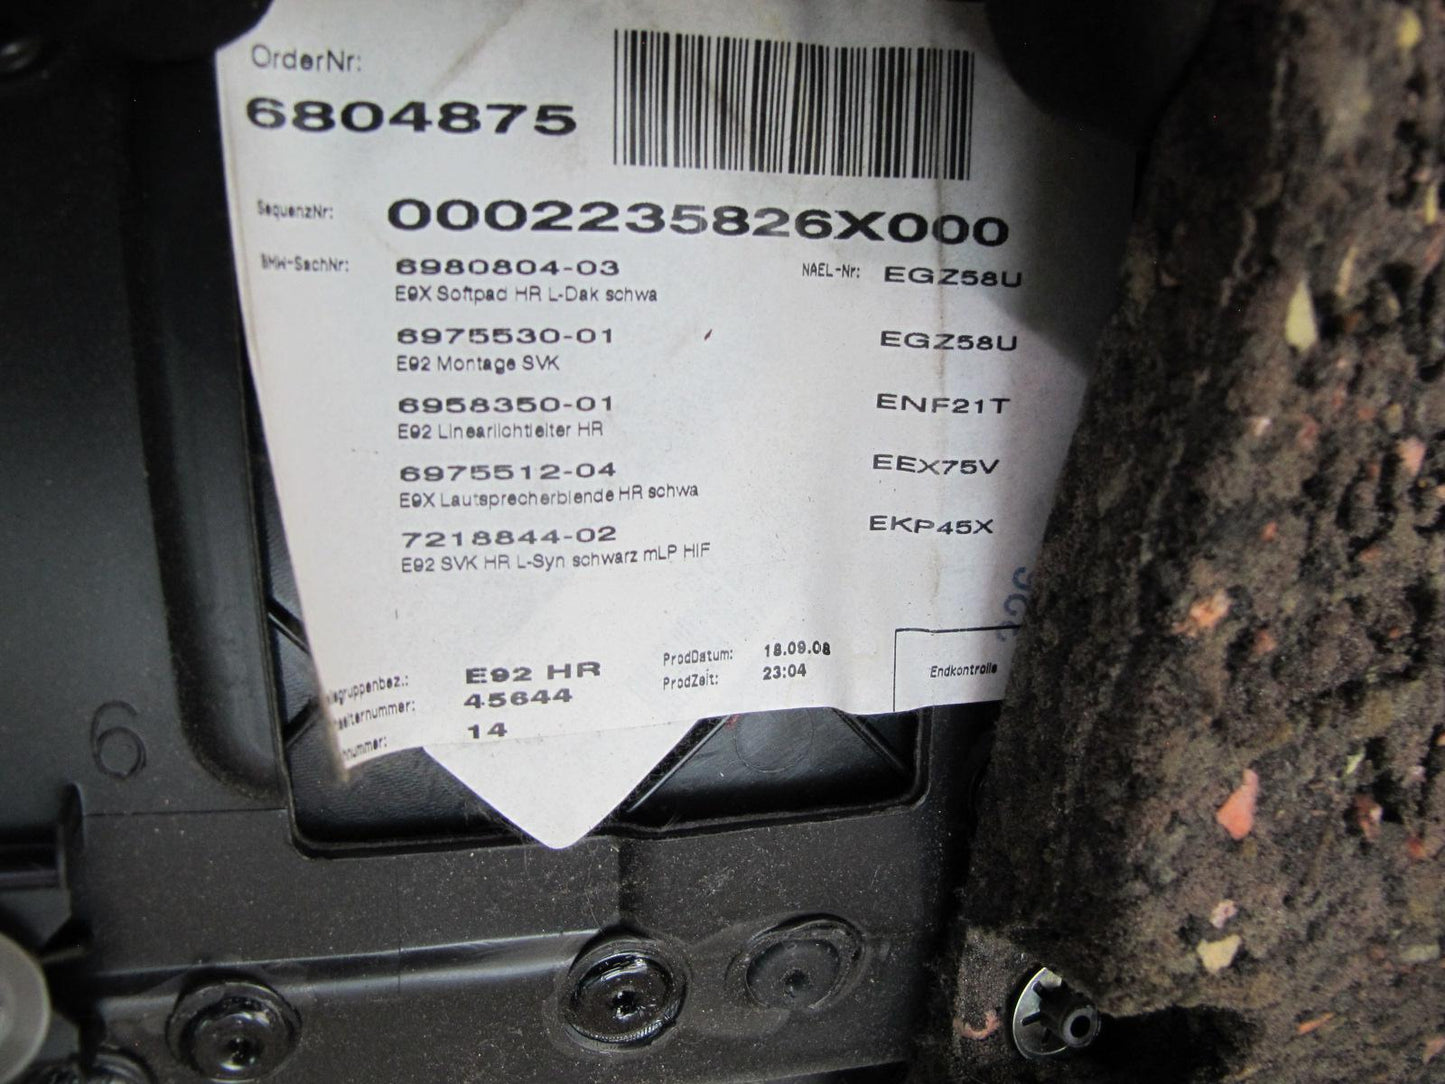 OrderNr:
6804875
SequenzNr: 0002235826X000
BMW-SachNr: 6980804-03 NAEL-Nr: EGZ58U
E9X Softpad HR L-Dak schwa
6975530-01 EGZ58U
E92 Montage SVK
6958350-01 ENF21T
E92 Linearlichtleiter HR
6975512-04 EEX75V
E9X Lautsprecherblende HR schwa
7218844-02 EKP45X
E92 SVK HR L-Syn schwarz mLP HIF
gruppenbez.: E92 HR ProdDatum: 18.09.08
eiternummer: 45644 ProdZeit: 23:04
nummer: 14
Endkontrolle
6